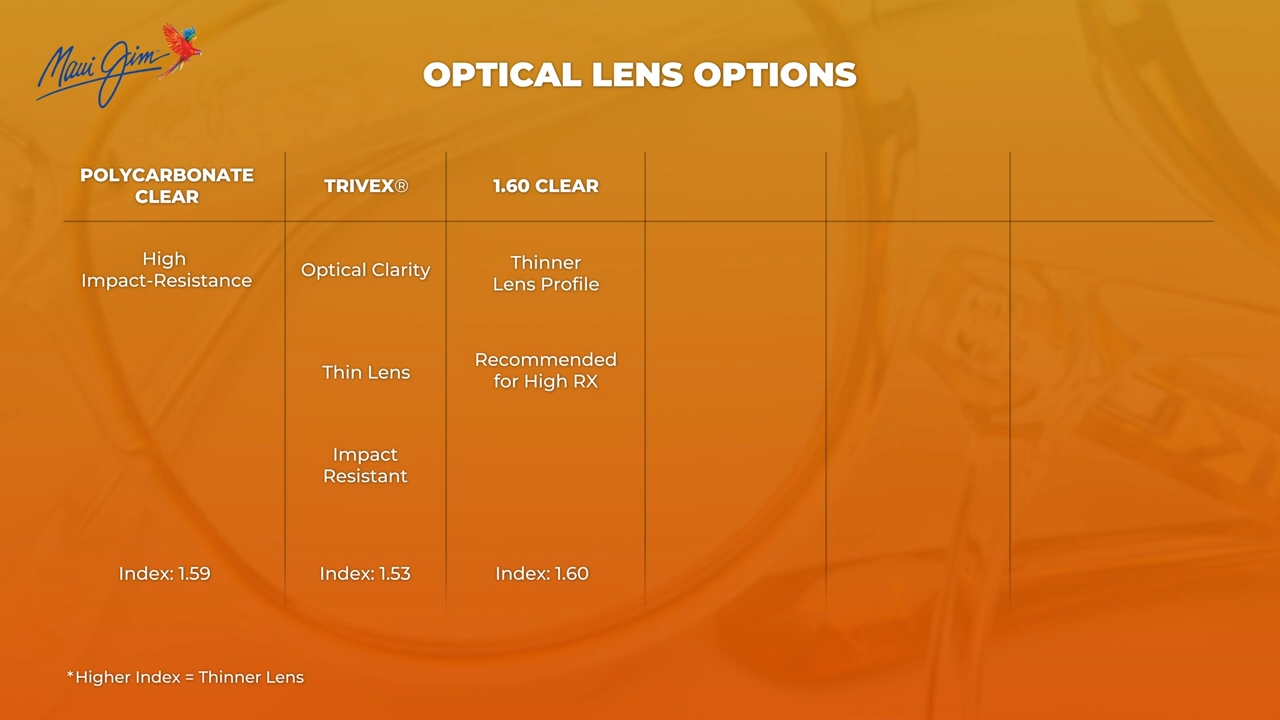 Maui Jim
OPTICAL LENS OPTIONS
POLYCARBONATE
CLEAR
TRIVEX®
1.60 CLEAR
High
Impact-Resistance
Optical Clarity
Thinner
Lens Profile
Thin Lens
Recommended
for High RX
Impact
Resistant
Index: 1.59
Index: 1.53
Index: 1.60
*Higher Index = Thinner Lens